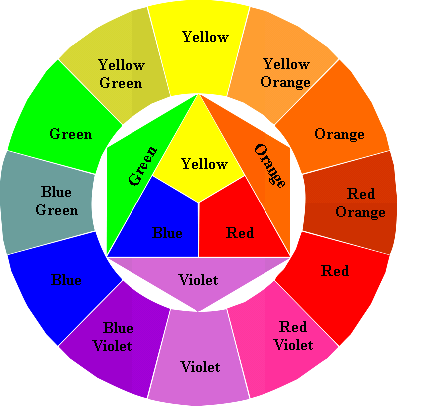 Yellow
Yellow
Orange
Orange
Red
Orange
Red
Red
Violet
Violet
Blue
Violet
Blue
Blue
Green
Green
Yellow
Green
Green
Yellow
Orange
Blue
Red
Violet